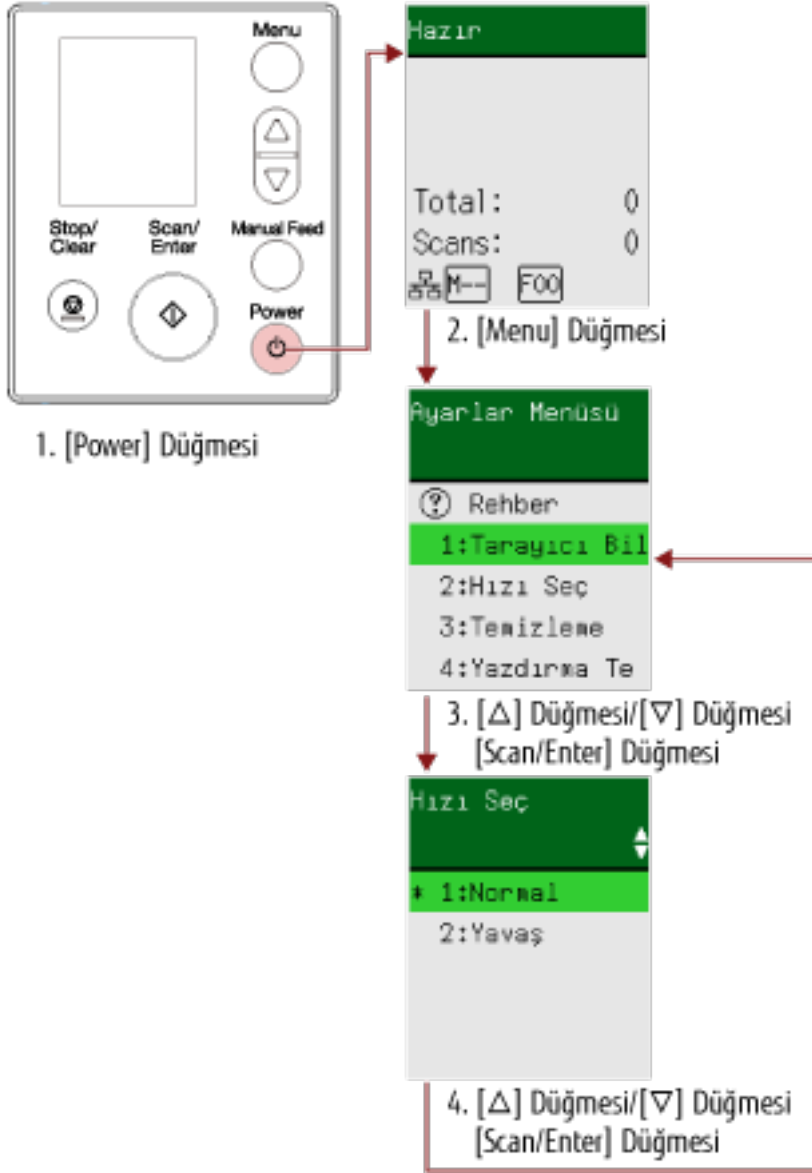 Menu
Stop/
Clear
Scan/
Enter
Manual Feed
Power
1. [Power] Düğmesi
Hazır
Total: 0
Scans: 0
M-- F00
2. [Menu] Düğmesi
Ayarlar Menüsü
? Rehber
1:Tarayıcı Bil
2:Hızı Seç
3:Temizleme
4:Yazdırma Te
3. [△] Düğmesi/[▽] Düğmesi
[Scan/Enter] Düğmesi
Hızı Seç
* 1:Normal
2:Yavaş
4. [△] Düğmesi/[▽] Düğmesi
[Scan/Enter] Düğmesi